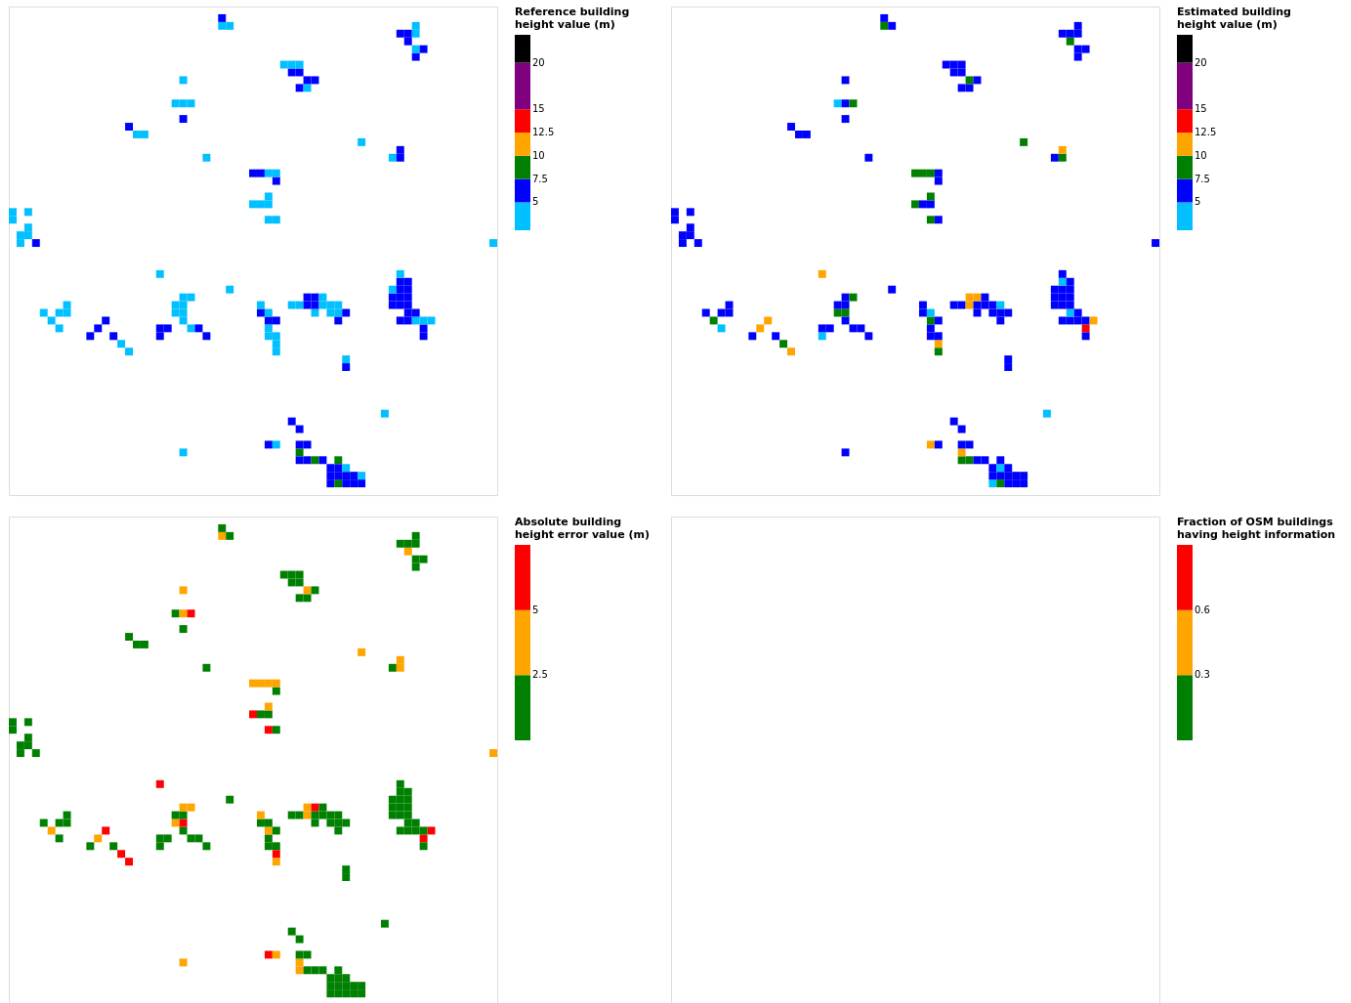 Reference building
height value (m)
20
15
12.5
10
7.5
5
Estimated building
height value (m)
20
15
12.5
10
7.5
5
Absolute building
height error value (m)
5
2.5
Fraction of OSM buildings
having height information
0.6
0.3